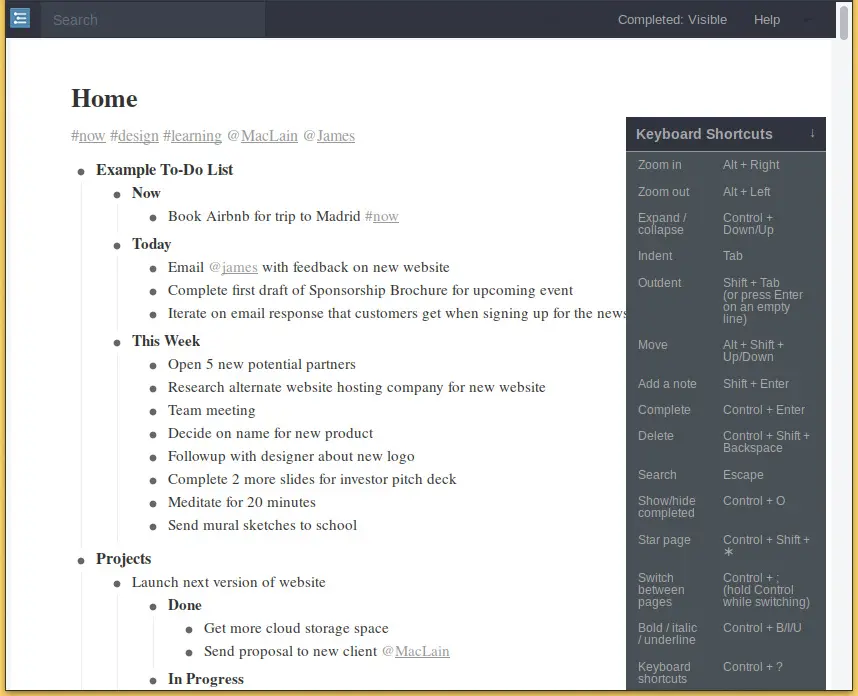 Search
Completed: Visible
Help
Home
#now #design #learning @MacLain @James
Example To-Do List
Now
Book Airbnb for trip to Madrid #now
Today
Email @james with feedback on new website
Complete first draft of Sponsorship Brochure for upcoming event
Iterate on email response that customers get when signing up for the news
This Week
Open 5 new potential partners
Research alternate website hosting company for new website
Team meeting
Decide on name for new product
Followup with designer about new logo
Complete 2 more slides for investor pitch deck
Meditate for 20 minutes
Send mural sketches to school
Projects
Launch next version of website
Done
Get more cloud storage space
Send proposal to new client @MacLain
In Progress
Keyboard Shortcuts ↓
Zoom in Alt + Right
Zoom out Alt + Left
Expand / Control +
collapse Down/Up
Indent Tab
Outdent Shift + Tab
(or press Enter
on an empty
line)
Move Alt + Shift +
Up/Down
Add a note Shift + Enter
Complete Control + Enter
Delete Control + Shift +
Backspace
Search Escape
Show/hide Control + O
completed
Star page Control + Shift +
*
Switch Control + ;
between (hold Control
pages while switching)
Bold / italic Control + B/I/U
/ underline
Keyboard Control + ?
shortcuts